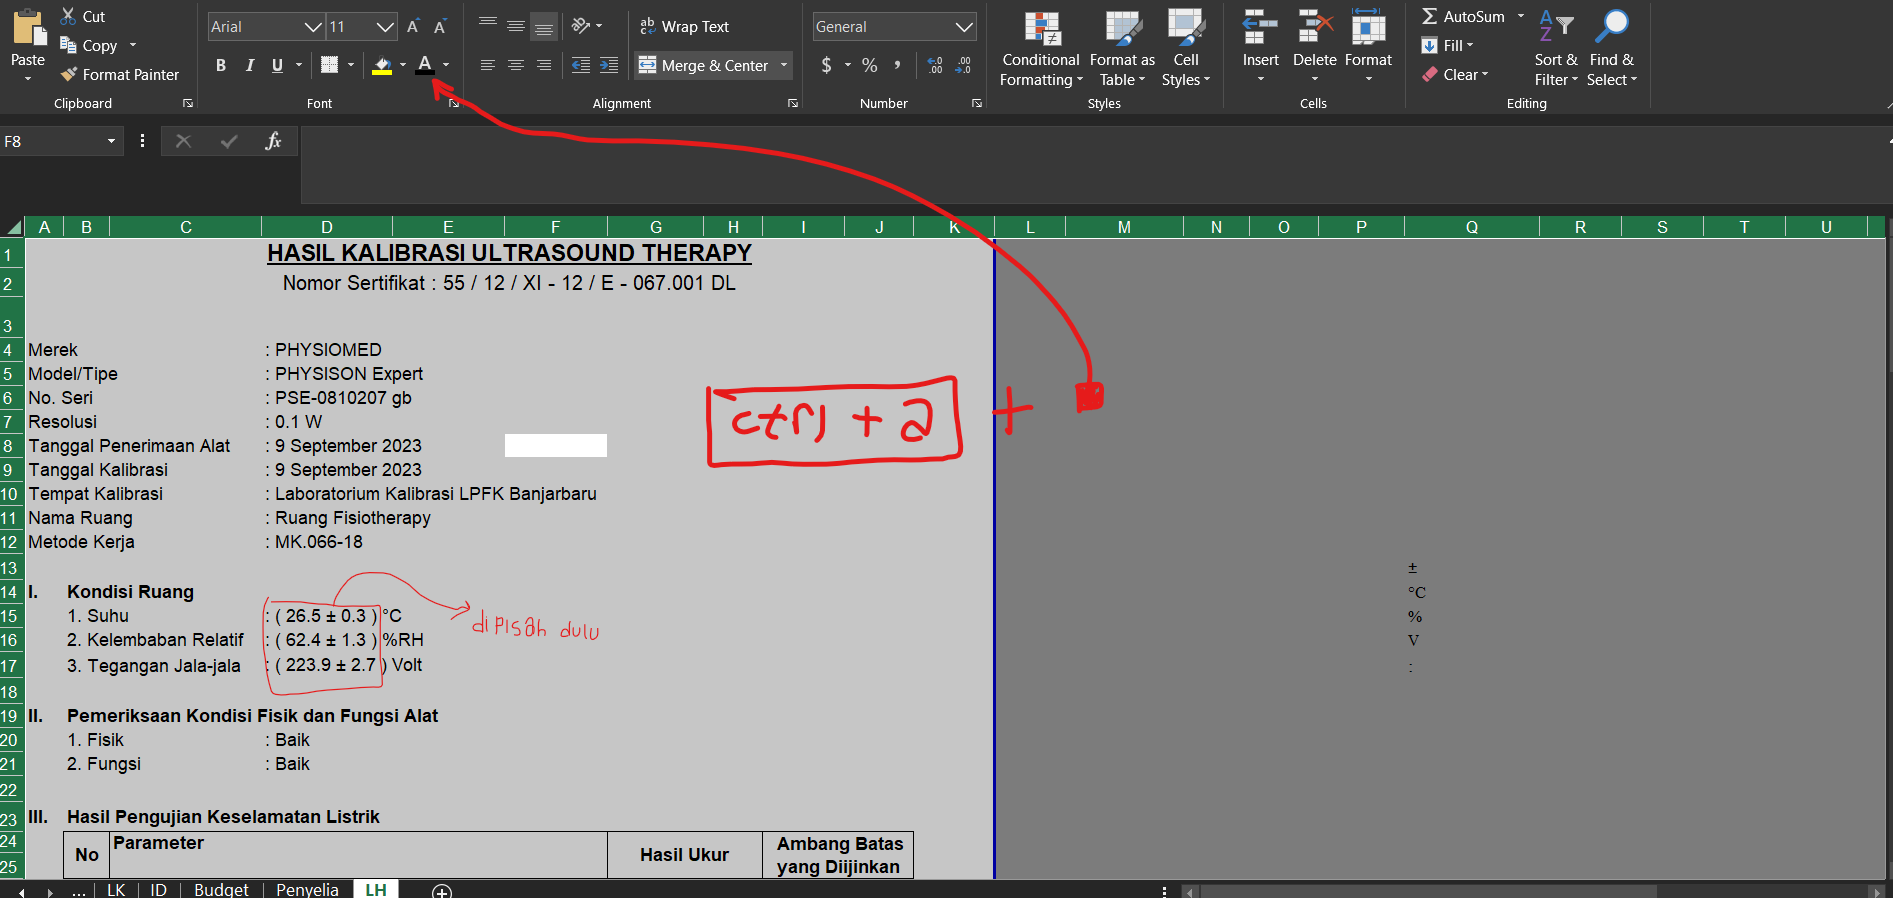 Cut
Copy
Paste
Format Painter
Clipboard
Arial
11
A A
B I U
A
Font
ab
c
Wrap Text
Merge & Center
Alignment
General
$ % ,
Number
Conditional Formatting
Format as Table
Cell Styles
Styles
Insert
Delete
Format
Cells
AutoSum
Fill
Clear
Sort & Filter
Find & Select
Editing
F8
fx
A B C D E F G H I J K L M N O P Q R S T U
1 HASIL KALIBRASI ULTRASOUND THERAPY
2 Nomor Sertifikat : 55 / 12 / XI - 12 / E - 067.001 DL
3
4 Merek : PHYSIOMED
5 Model/Tipe : PHYSISON Expert
6 No. Seri : PSE-0810207 gb
7 Resolusi : 0.1 W
8 Tanggal Penerimaan Alat : 9 September 2023
9 Tanggal Kalibrasi : 9 September 2023
10 Tempat Kalibrasi : Laboratorium Kalibrasi LPFK Banjarbaru
11 Nama Ruang : Ruang Fisiotherapy
12 Metode Kerja : MK.066-18
ctrl + a +
13 ±
14 I. Kondisi Ruang °C
15 1. Suhu : ( 26.5 ± 0.3 ) °C %
dipisah dulu
16 2. Kelembaban Relatif : ( 62.4 ± 1.3 ) %RH V
17 3. Tegangan Jala-jala : ( 223.9 ± 2.7 ) Volt :
18
19 II. Pemeriksaan Kondisi Fisik dan Fungsi Alat
20 1. Fisik : Baik
21 2. Fungsi : Baik
22
23 III. Hasil Pengujian Keselamatan Listrik
24 No Parameter Hasil Ukur Ambang Batas
25 yang Diijinkan
... LK ID Budget Penyelia LH